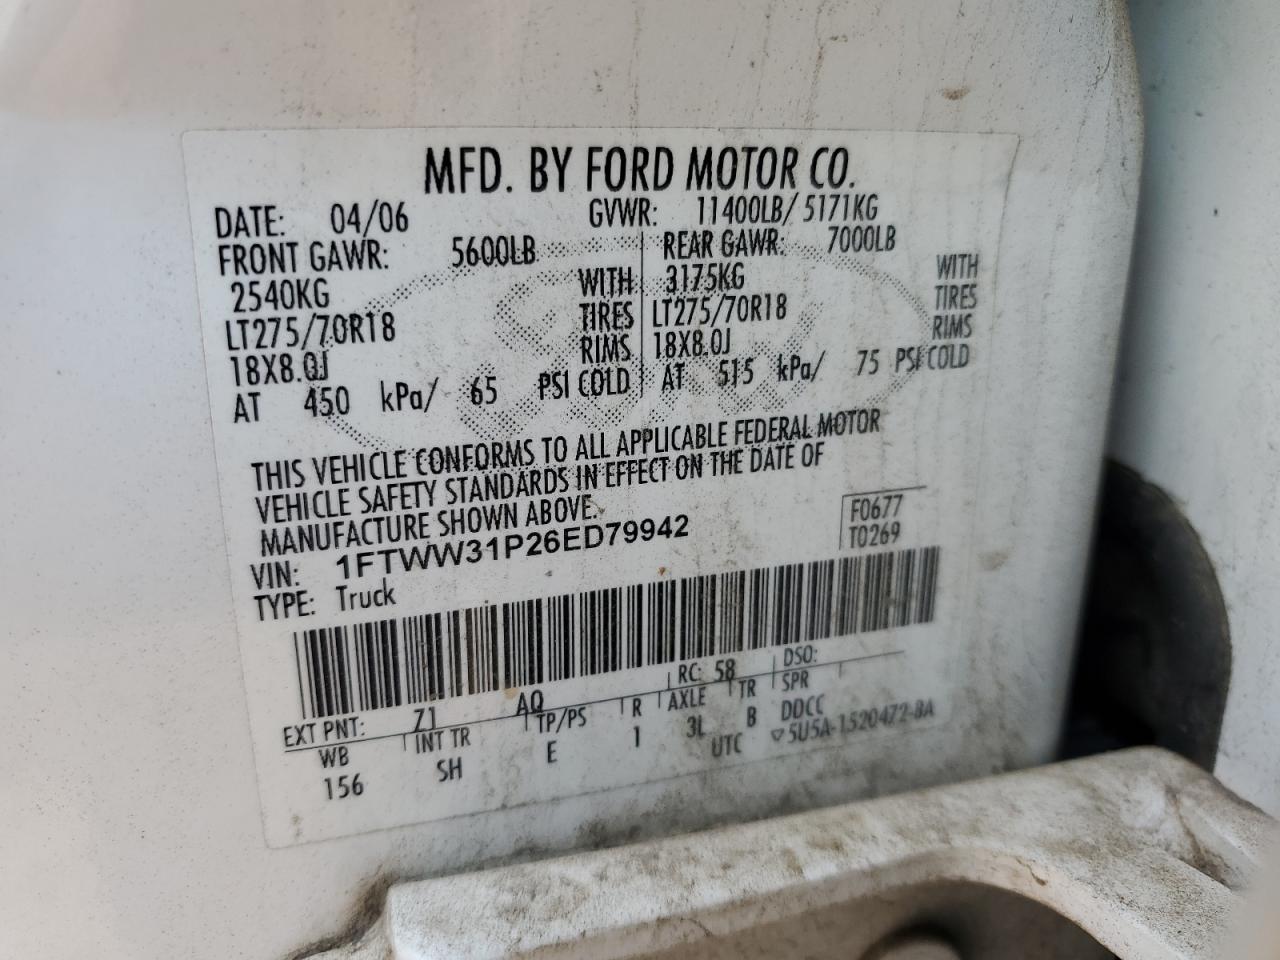 MFD. BY FORD MOTOR CO.
DATE: 04/06 GVWR: 11400LB/ 5171KG
FRONT GAWR: 5600LB REAR GAWR: 7000LB
2540KG WITH 3175KG WITH
LT275/70R18 TIRES LT275/70R18 TIRES
18X8.0J RIMS 18X8.0J RIMS
AT 450 kPa/ 65 PSI COLD AT 515 kPa/ 75 PSI COLD
THIS VEHICLE CONFORMS TO ALL APPLICABLE FEDERAL MOTOR
VEHICLE SAFETY STANDARDS IN EFFECT ON THE DATE OF
MANUFACTURE SHOWN ABOVE.
F0677
VIN: 1FTWW31P26ED79942
T0269
TYPE: Truck
EXT PNT: Z1 AQ RC: 58 DSO:
WB INT TR TP/PS R AXLE TR SPR
156 SH E 1 3L B DDCC
UTC ▽5U5A-1520472-BA